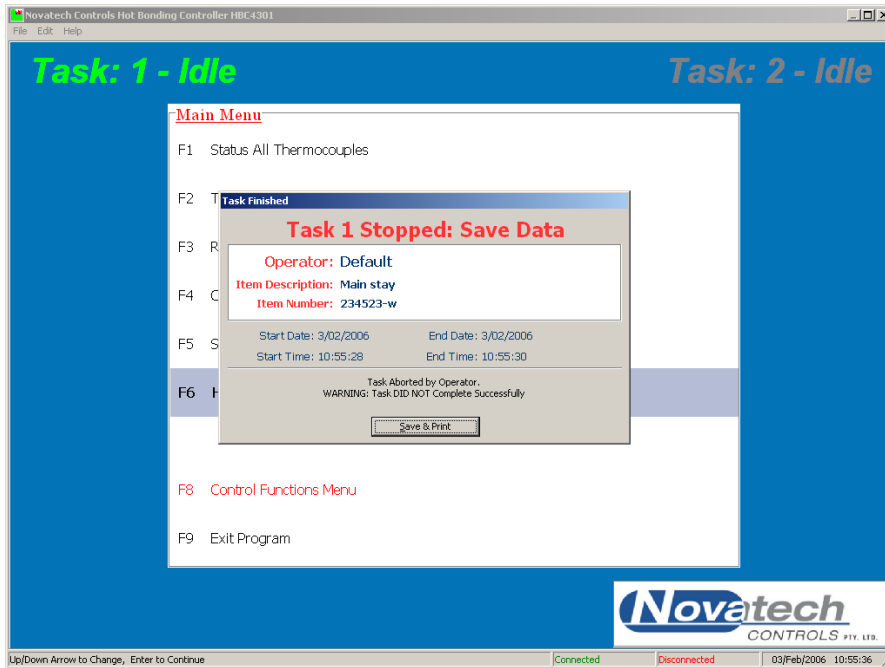 Novatech Controls Hot Bonding Controller HBC4301
File Edit Help
Task: 1 - Idle
Task: 2 - Idle
Main Menu
F1 Status All Thermocouples
F2 T
F3 R
F4 C
F5 S
F6 H
Task Finished
Task 1 Stopped: Save Data
Operator: Default
Item Description: Main stay
Item Number: 234523-w
Start Date: 3/02/2006 End Date: 3/02/2006
Start Time: 10:55:28 End Time: 10:55:30
Task Aborted by Operator.
WARNING: Task DID NOT Complete Successfully
Save & Print
F8 Control Functions Menu
F9 Exit Program
Novatech
CONTROLS PTY. LTD.
Up/Down Arrow to Change, Enter to Continue
Connected
Disconnected
03/Feb/2006 10:55:36